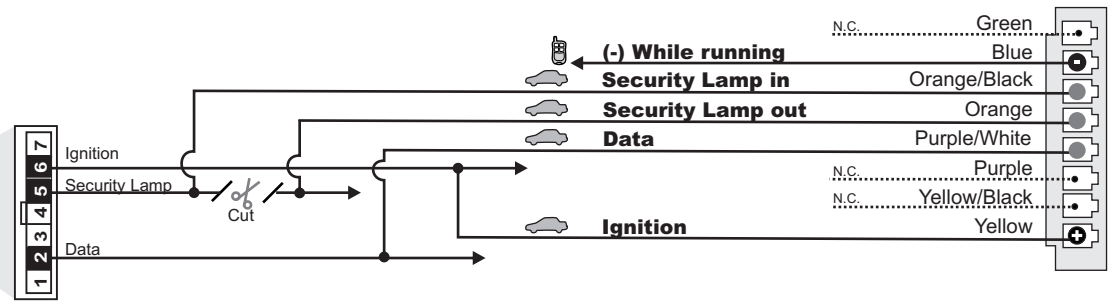 N.C. Green
(-) While running Blue
Security Lamp in Orange/Black
Security Lamp out Orange
Data Purple/White
N.C. Purple
N.C. Yellow/Black
Ignition Yellow
7
6 Ignition
5 Security Lamp
Cut
4
3
2 Data
1